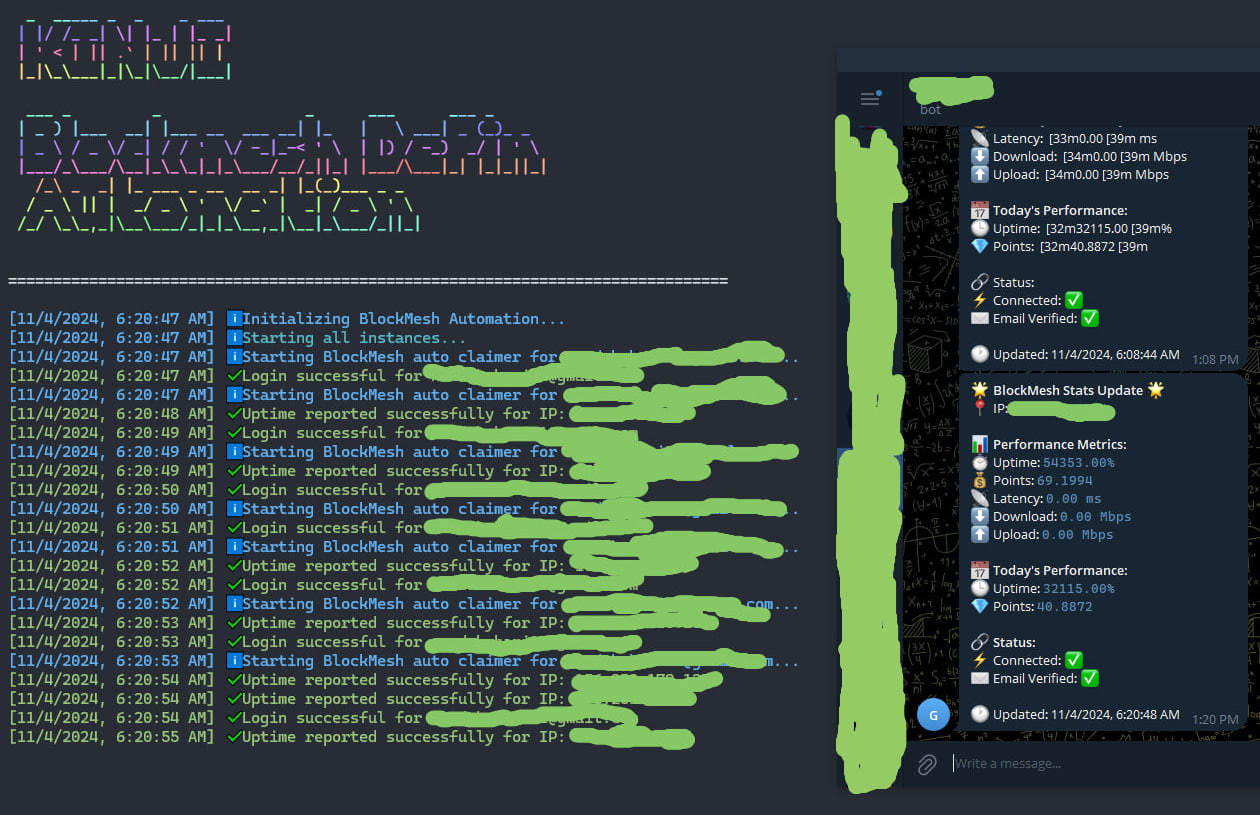 KENJI
Blockmesh DePin
Automation
================================================================================
[11/4/2024, 6:20:47 AM] Initializing BlockMesh Automation...
[11/4/2024, 6:20:47 AM] Starting all instances...
[11/4/2024, 6:20:47 AM] Starting BlockMesh auto claimer for
[11/4/2024, 6:20:47 AM] ✓Login successful for
[11/4/2024, 6:20:47 AM] Starting BlockMesh auto claimer for
[11/4/2024, 6:20:48 AM] ✓Uptime reported successfully for IP:
[11/4/2024, 6:20:49 AM] ✓Login successful for
[11/4/2024, 6:20:49 AM] Starting BlockMesh auto claimer for
[11/4/2024, 6:20:49 AM] ✓Uptime reported successfully for IP:
[11/4/2024, 6:20:50 AM] ✓Login successful for
[11/4/2024, 6:20:50 AM] Starting BlockMesh auto claimer for
[11/4/2024, 6:20:51 AM] ✓Login successful for
[11/4/2024, 6:20:51 AM] Starting BlockMesh auto claimer for
[11/4/2024, 6:20:52 AM] ✓Uptime reported successfully for IP:
[11/4/2024, 6:20:52 AM] ✓Login successful for
[11/4/2024, 6:20:52 AM] Starting BlockMesh auto claimer for .com...
[11/4/2024, 6:20:53 AM] ✓Uptime reported successfully for IP:
[11/4/2024, 6:20:53 AM] ✓Login successful for
[11/4/2024, 6:20:53 AM] Starting BlockMesh auto claimer for
[11/4/2024, 6:20:54 AM] ✓Uptime reported successfully for IP:
[11/4/2024, 6:20:54 AM] ✓Uptime reported successfully for IP:
[11/4/2024, 6:20:54 AM] ✓Login successful for
[11/4/2024, 6:20:55 AM] ✓Uptime reported successfully for IP:
bot
Latency: [33m0.00 [39m ms
Download: [34m0.00 [39m Mbps
Upload: [34m0.00 [39m Mbps
Today's Performance:
Uptime: [32m32115.00 [39m%
Points: [32m40.8872 [39m
Status:
Connected: ✅
Email Verified: ✅
Updated: 11/4/2024, 6:08:44 AM 1:08 PM
BlockMesh Stats Update
IP:
Performance Metrics:
Uptime: 54353.00%
Points: 69.1994
Latency: 0.00 ms
Download: 0.00 Mbps
Upload: 0.00 Mbps
Today's Performance:
Uptime: 32115.00%
Points: 40.8872
Status:
Connected: ✅
Email Verified: ✅
Updated: 11/4/2024, 6:20:48 AM 1:20 PM
G
Write a message...